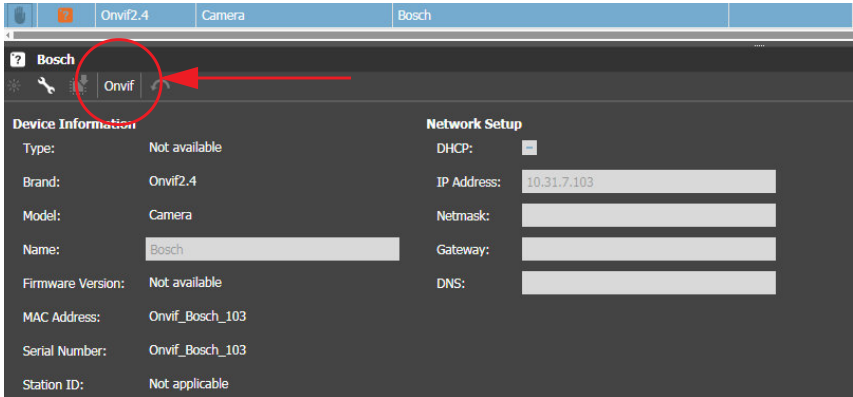 ? Onvif2.4 Camera Bosch
? Bosch
Onvif
Device Information
Type: Not available
Brand: Onvif2.4
Model: Camera
Name: Bosch
Firmware Version: Not available
MAC Address: Onvif_Bosch_103
Serial Number: Onvif_Bosch_103
Station ID: Not applicable
Network Setup
DHCP:
IP Address: 10.31.7.103
Netmask:
Gateway:
DNS: